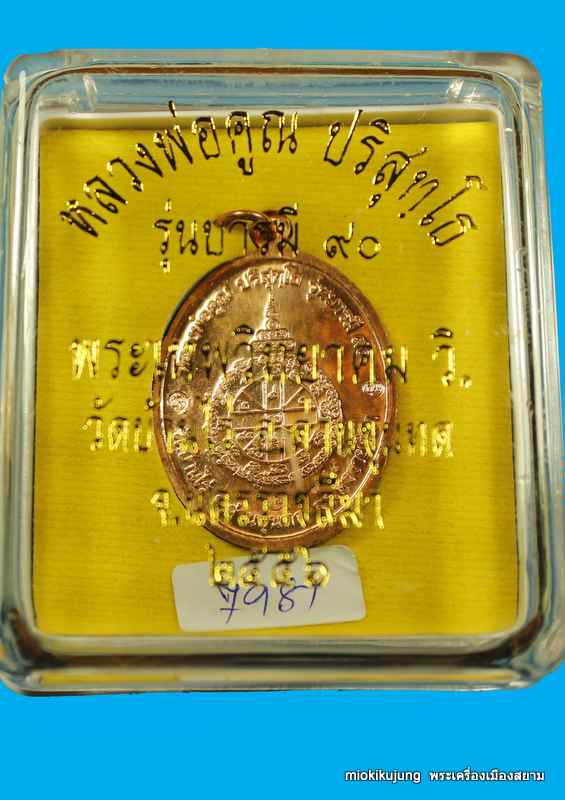 หลวงพ่อคูณ ปริสุทฺโธ
รุ่นบารมี ๙๐
พระเทพวิทยาคม วิ.
วัดบ้านไร่ อ.ด่านขุนทด
จ.นครราชสีมา
๒๕๕๖
7981
miokikujung พระเครื่องเมืองสยาม